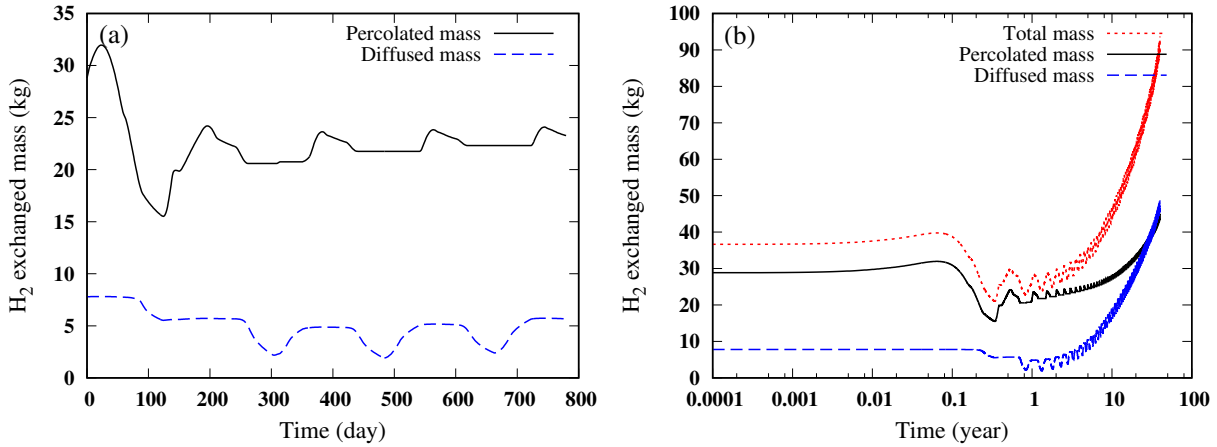 (a)
Percolated mass
Diffused mass
H2 exchanged mass (kg)
35
30
25
20
15
10
5
0
0 100 200 300 400 500 600 700 800
Time (day)
(b)
Total mass
Percolated mass
Diffused mass
H2 exchanged mass (kg)
100
90
80
70
60
50
40
30
20
10
0
0.0001 0.001 0.01 0.1 1 10 100
Time (year)